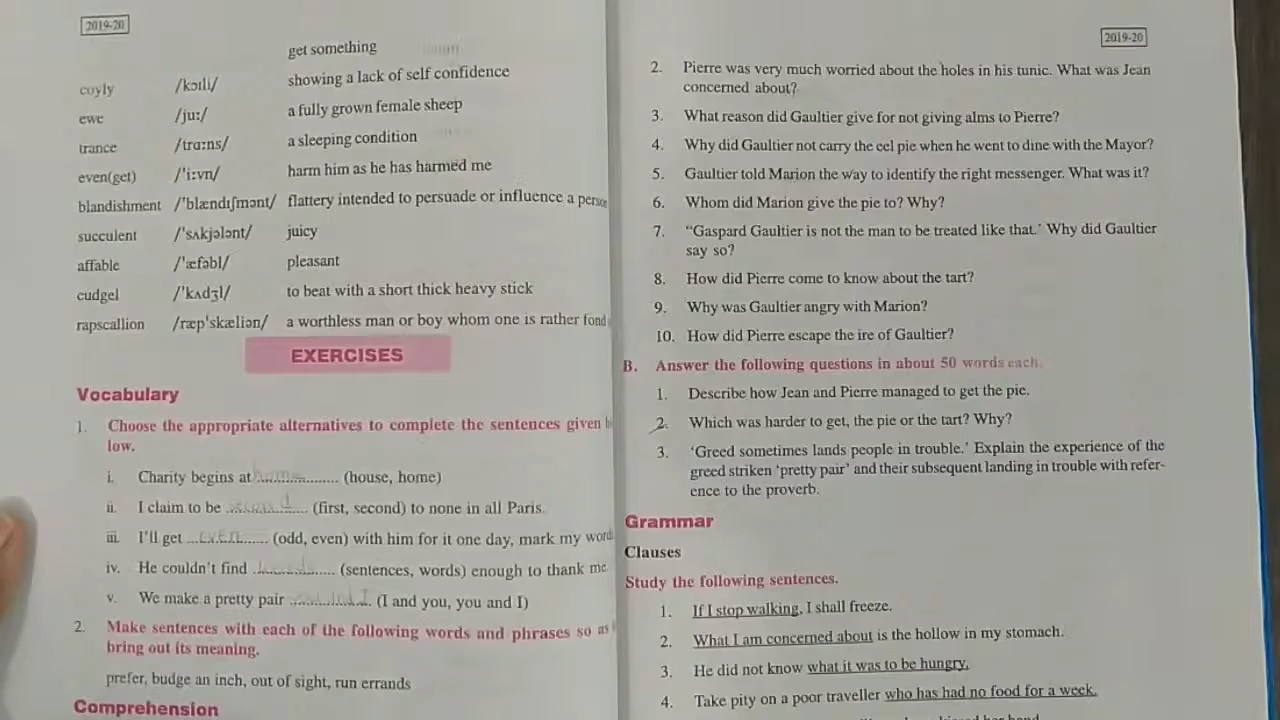 2019-20
get something
coyly /kɔɪli/ showing a lack of self confidence
ewe /juː/ a fully grown female sheep
trance /trɑːns/ a sleeping condition
even(get) /'iːvn/ harm him as he has harmed me
blandishment /'blændɪʃmənt/ flattery intended to persuade or influence a person
succulent /'sʌkjələnt/ juicy
affable /'æfəbl/ pleasant
cudgel /'kʌdʒl/ to beat with a short thick heavy stick
rapscallion /ræp'skæliən/ a worthless man or boy whom one is rather fond
EXERCISES
Vocabulary
1. Choose the appropriate alternatives to complete the sentences given
low.
i. Charity begins at .................. (house, home)
ii. I claim to be .................. (first, second) to none in all Paris.
iii. I'll get .................. (odd, even) with him for it one day, mark my word
iv. He couldn't find .................. (sentences, words) enough to thank me
v. We make a pretty pair .................. (I and you, you and I)
2. Make sentences with each of the following words and phrases so as
bring out its meaning.
prefer, budge an inch, out of sight, run errands
Comprehension
2019-20
2. Pierre was very much worried about the holes in his tunic. What was Jean
concerned about?
3. What reason did Gaultier give for not giving alms to Pierre?
4. Why did Gaultier not carry the eel pie when he went to dine with the Mayor?
5. Gaultier told Marion the way to identify the right messenger. What was it?
6. Whom did Marion give the pie to? Why?
7. “Gaspard Gaultier is not the man to be treated like that.’ Why did Gaultier
say so?
8. How did Pierre come to know about the tart?
9. Why was Gaultier angry with Marion?
10. How did Pierre escape the ire of Gaultier?
B. Answer the following questions in about 50 words each.
1. Describe how Jean and Pierre managed to get the pie.
2. Which was harder to get, the pie or the tart? Why?
3. ‘Greed sometimes lands people in trouble.’ Explain the experience of the
greed striken ‘pretty pair’ and their subsequent landing in trouble with refer-
ence to the proverb.
Grammar
Clauses
Study the following sentences.
1. If I stop walking, I shall freeze.
2. What I am concerned about is the hollow in my stomach.
3. He did not know what it was to be hungry.
4. Take pity on a poor traveller who has had no food for a week.